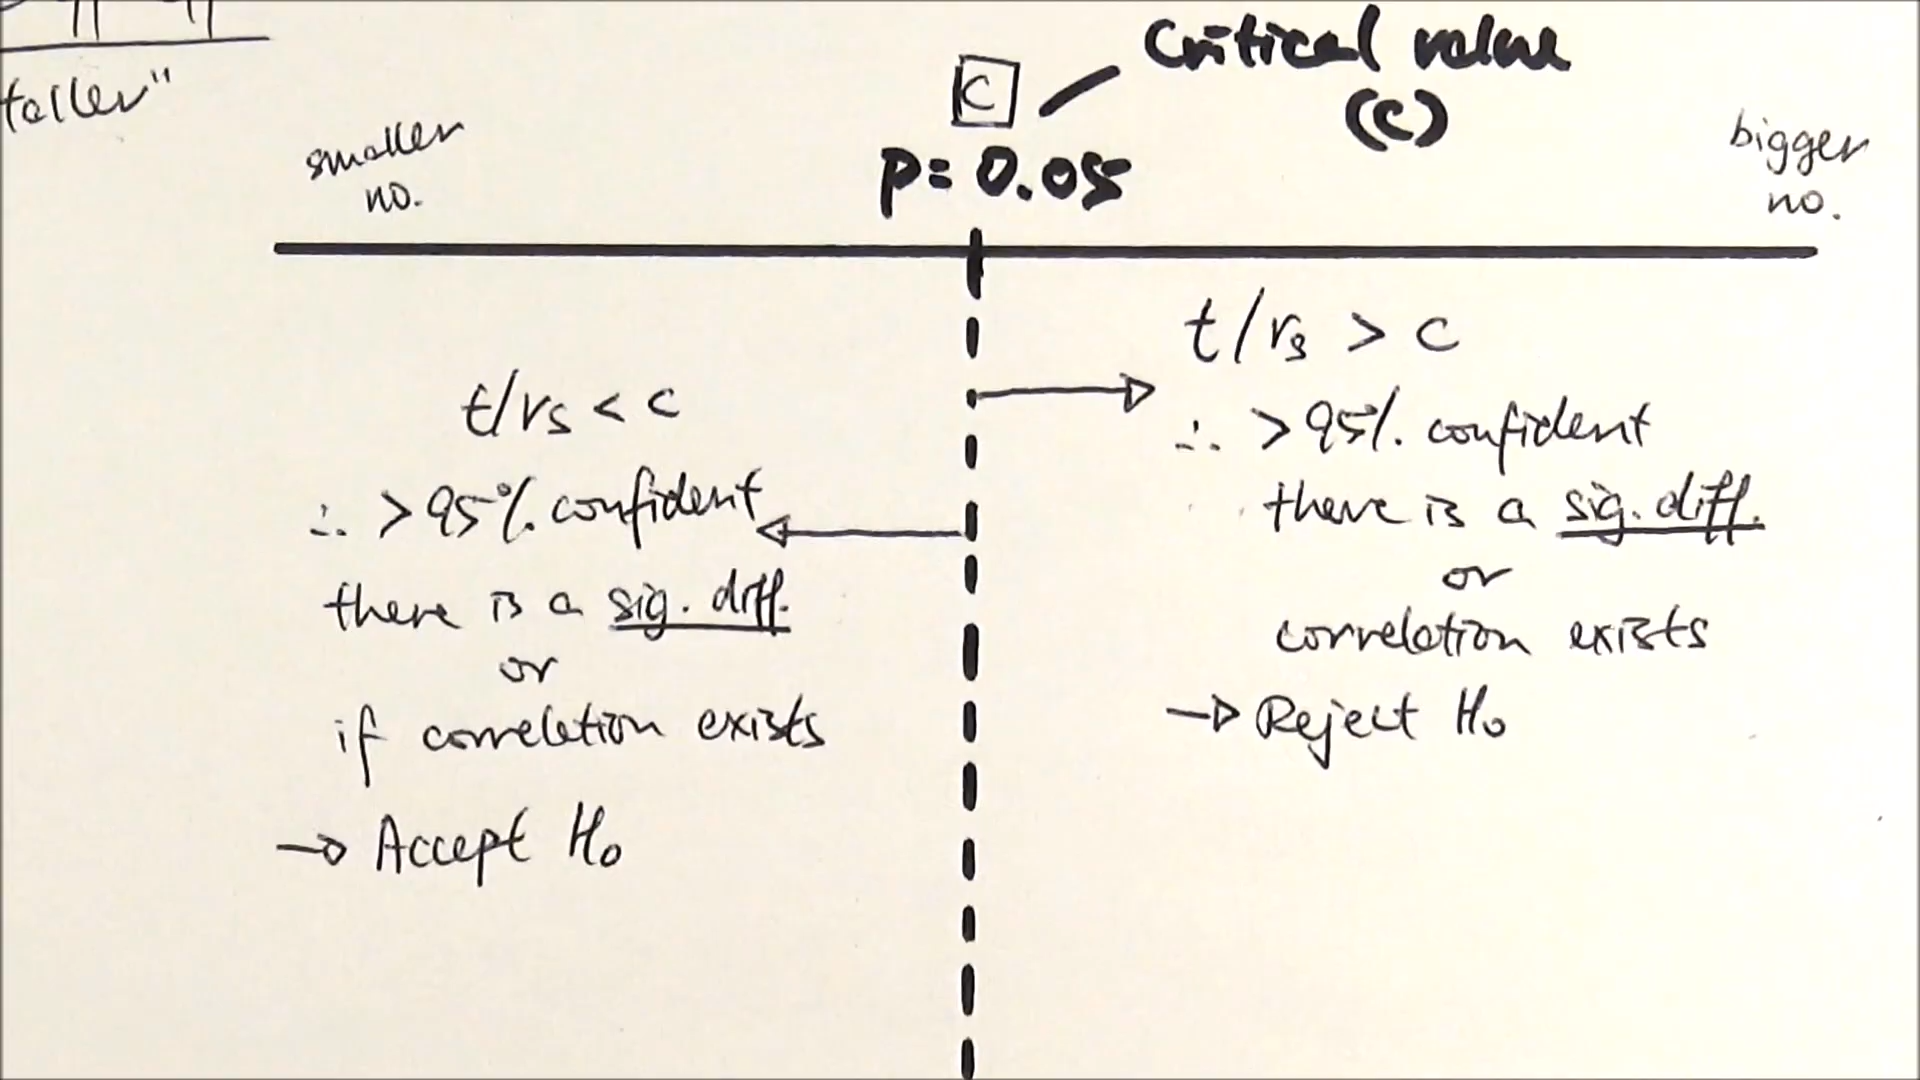 taller"
smaller
no.
C
Critical value
(C)
p=0.05
bigger
no.
t/rs < c
∴ >95% confident
there is a sig. diff.
or
if correlation exists
→ Accept H₀
t/rs > c
∴ >95% confident
there is a sig. diff.
or
correlation exists
→ Reject H₀